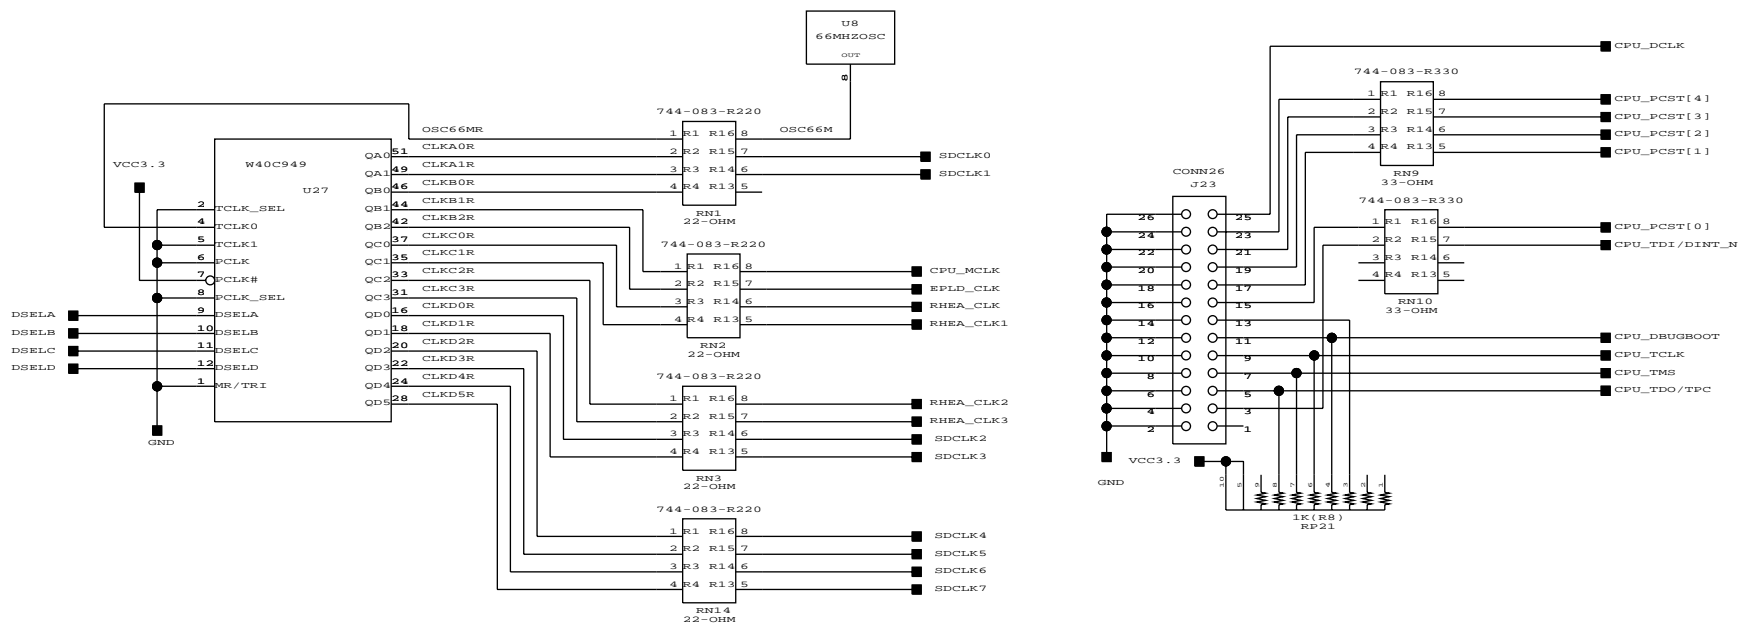 U8
66MHZOSC
OUT
8
CPU_DCLK
744-083-R330
1 R1 R16 8 CPU_PCST[4]
2 R2 R15 7 CPU_PCST[3]
3 R3 R14 6 CPU_PCST[2]
4 R4 R13 5 CPU_PCST[1]
RN9
33-OHM
744-083-R220
OSC66MR 1 R1 R16 8 OSC66M
CLKA0R 2 R2 R15 7 SDCLK0
CLKA1R 3 R3 R14 6 SDCLK1
CLKB0R 4 R4 R13 5
RN1
22-OHM
VCC3.3
W40C949
U27
QA0 51
QA1 49
QB0 46
2 TCLK_SEL QB1 44 CLKB1R
4 TCLK0 QB2 42 CLKB2R
5 TCLK1 QC0 37 CLKC0R
6 PCLK QC1 35 CLKC1R
7 PCLK# QC2 33 CLKC2R
8 PCLK_SEL QC3 31 CLKC3R
DSELA 9 DSELA QD0 16 CLKD0R
DSELB 10 DSELB QD1 18 CLKD1R
DSELC 11 DSELC QD2 20 CLKD2R
DSELD 12 DSELD QD3 22 CLKD3R
1 MR/TRI QD4 24 CLKD4R
QD5 28 CLKD5R
GND
744-083-R220
1 R1 R16 8 CPU_MCLK
2 R2 R15 7 EPLD_CLK
3 R3 R14 6 RHEA_CLK
4 R4 R13 5 RHEA_CLK1
RN2
22-OHM
744-083-R220
1 R1 R16 8 RHEA_CLK2
2 R2 R15 7 RHEA_CLK3
3 R3 R14 6 SDCLK2
4 R4 R13 5 SDCLK3
RN3
22-OHM
744-083-R220
1 R1 R16 8 SDCLK4
2 R2 R15 7 SDCLK5
3 R3 R14 6 SDCLK6
4 R4 R13 5 SDCLK7
RN14
22-OHM
CONN26
J23
26 25
24 23
22 21
20 19
18 17
16 15
14 13
12 11
10 9
8 7
6 5
4 3
2 1
GND
744-083-R330
1 R1 R16 8 CPU_PCST[0]
2 R2 R15 7 CPU_TDI/DINT_N
3 R3 R14 6
4 R4 R13 5
RN10
33-OHM
CPU_DBUGBOOT
CPU_TCLK
CPU_TMS
CPU_TDO/TPC
VCC3.3
10 5 9 8 7 6 4 3 2 1
1K(R8)
RP21